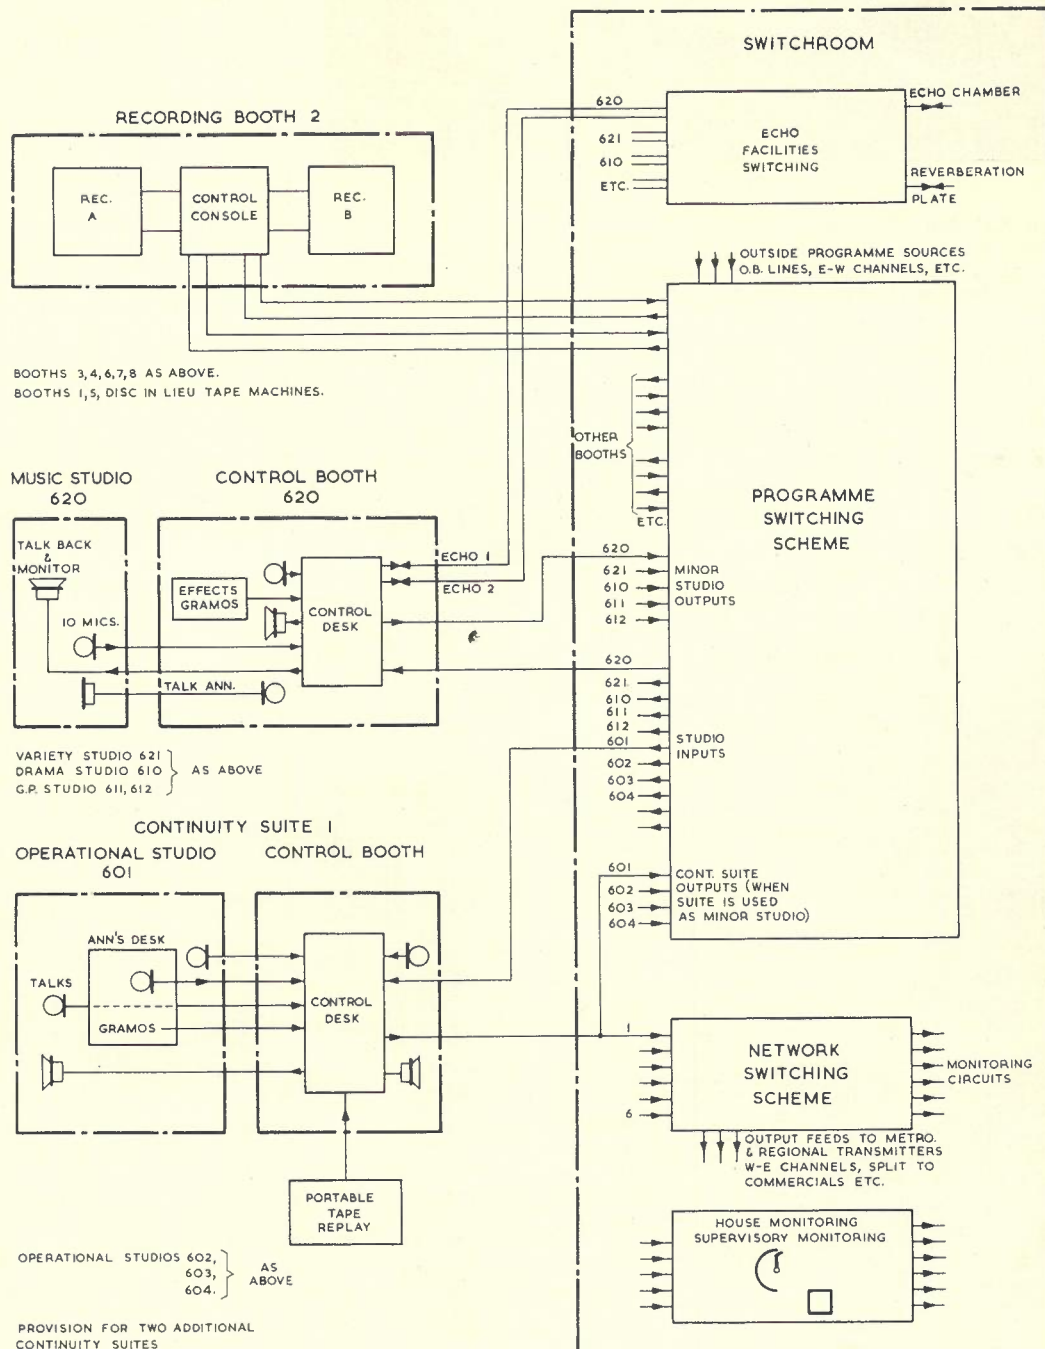 SWITCHROOM
620
621
610
ETC.
ECHO
FACILITIES
SWITCHING
ECHO CHAMBER
REVERBERATION
PLATE
RECORDING BOOTH 2
REC.
A
CONTROL
CONSOLE
REC.
B
BOOTHS 3,4,6,7,8 AS ABOVE.
BOOTHS 1,5, DISC IN LIEU TAPE MACHINES.
OUTSIDE PROGRAMME SOURCES
O.B. LINES, E-W CHANNELS, ETC.
OTHER
BOOTHS
ETC.
PROGRAMME
SWITCHING
SCHEME
620
621
610
611
612
MINOR
STUDIO
OUTPUTS
620
621
610
611
612
601
602
603
604
STUDIO
INPUTS
601
602
603
604
CONT. SUITE
OUTPUTS (WHEN
SUITE IS USED
AS MINOR STUDIO)
MUSIC STUDIO
620
TALK BACK
&
MONITOR
10 MICS.
CONTROL BOOTH
620
EFFECTS
GRAMOS
CONTROL
DESK
ECHO 1
ECHO 2
TALK ANN.
VARIETY STUDIO 621
DRAMA STUDIO 610
G.P. STUDIO 611, 612
AS ABOVE
CONTINUITY SUITE 1
OPERATIONAL STUDIO
601
CONTROL BOOTH
ANN'S DESK
TALKS
GRAMOS
CONTROL
DESK
PORTABLE
TAPE
REPLAY
OPERATIONAL STUDIOS 602,
603,
604.
AS
ABOVE
PROVISION FOR TWO ADDITIONAL
CONTINUITY SUITES
1
6
NETWORK
SWITCHING
SCHEME
MONITORING
CIRCUITS
OUTPUT FEEDS TO METRO.
& REGIONAL TRANSMITTERS
W-E CHANNELS, SPLIT TO
COMMERCIALS ETC.
HOUSE MONITORING
SUPERVISORY MONITORING